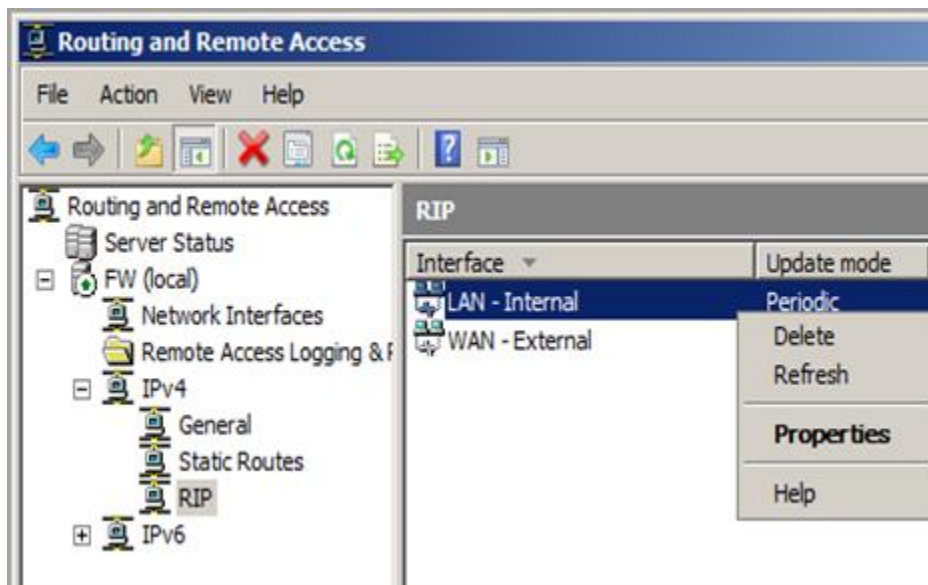 Routing and Remote Access
File Action View Help
Routing and Remote Access
Server Status
FW (local)
Network Interfaces
Remote Access Logging &
IPv4
General
Static Routes
RIP
IPv6
RIP
Interface Update mode
LAN - Internal Periodic
WAN - External
Delete
Refresh
Properties
Help